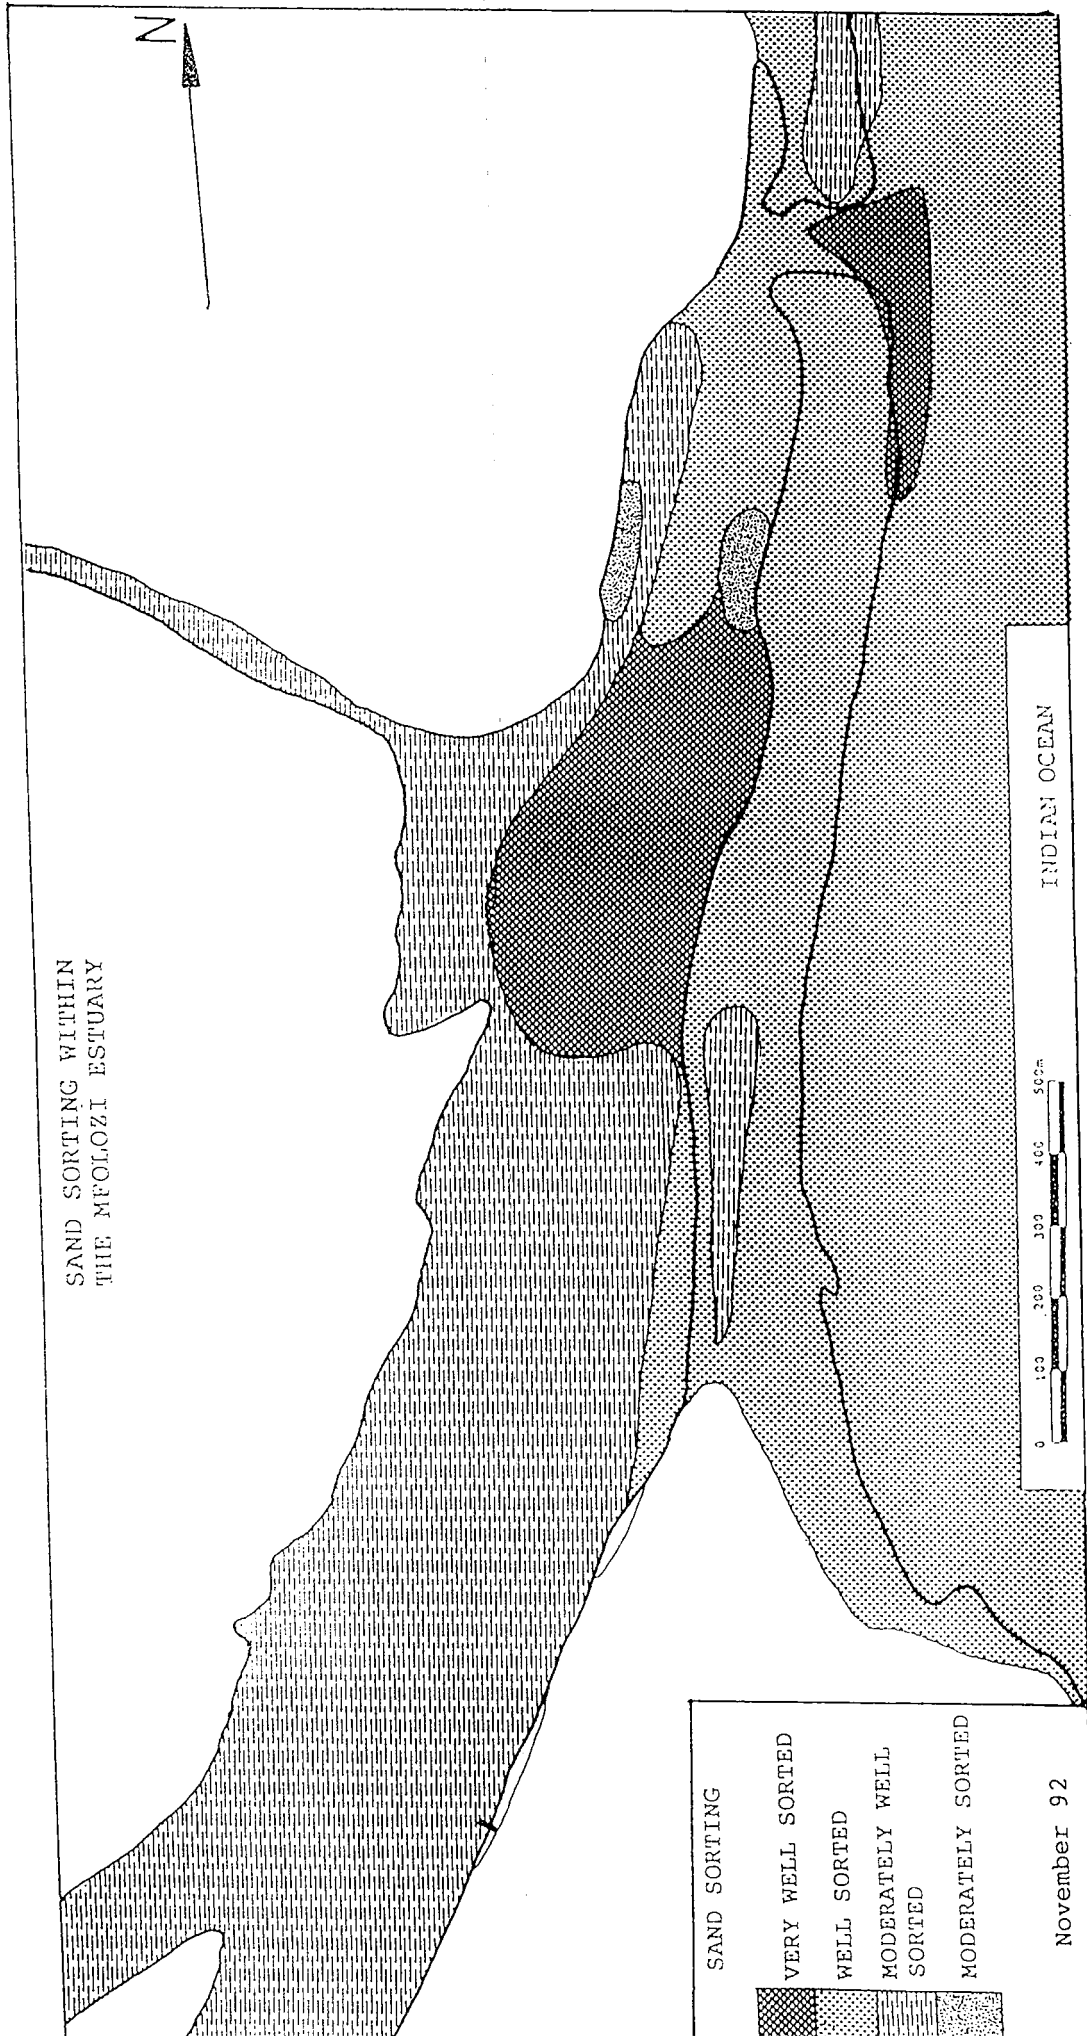 SAND SORTING WITHIN
THE MFOLOZI ESTUARY
N
INDIAN OCEAN
0 100 200 300 400 500m
SAND SORTING
VERY WELL SORTED
WELL SORTED
MODERATELY WELL
SORTED
MODERATELY SORTED
November 92